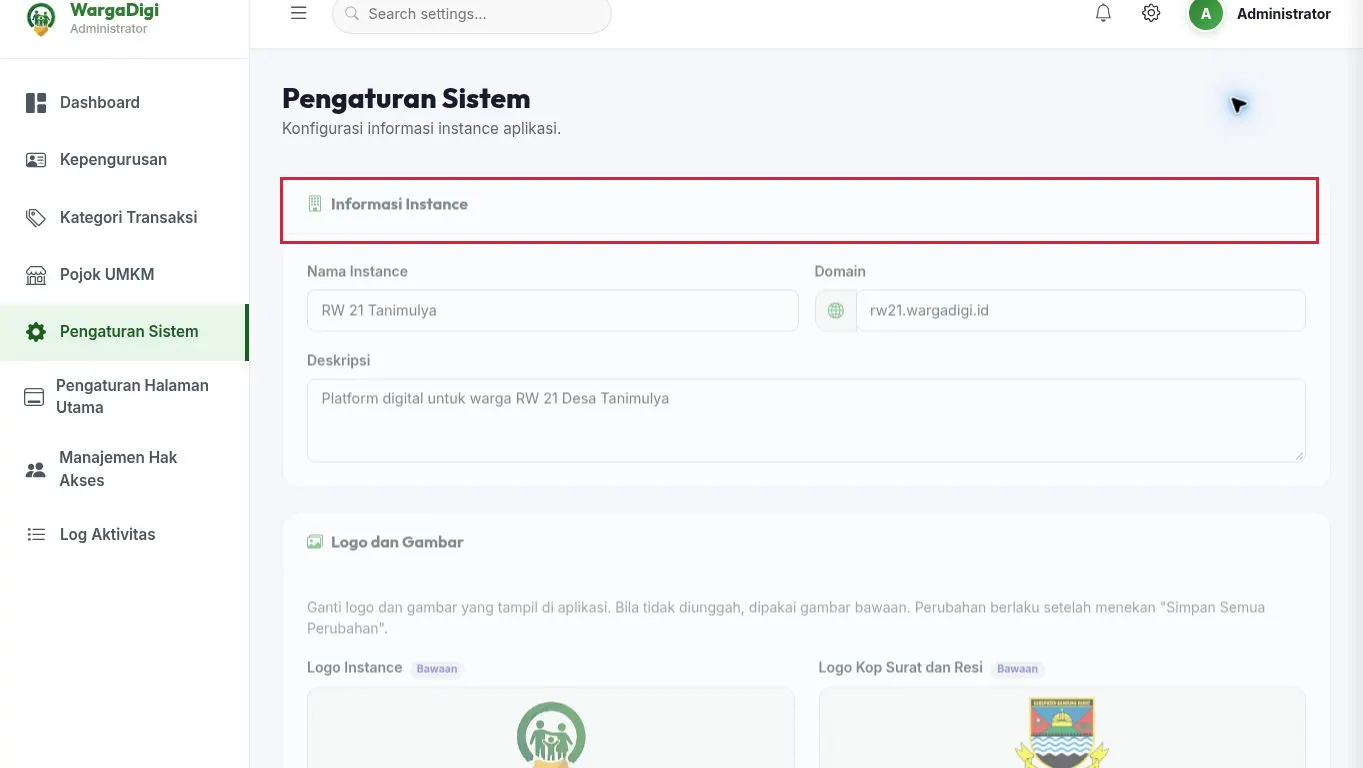 WargaDigi
Administrator
Search settings...
A
Administrator
Dashboard
Kepengurusan
Kategori Transaksi
Pojok UMKM
Pengaturan Sistem
Pengaturan Halaman
Utama
Manajemen Hak
Akses
Log Aktivitas
Pengaturan Sistem
Konfigurasi informasi instance aplikasi.
Informasi Instance
Nama Instance
Domain
RW 21 Tanimulya
rw21.wargadigi.id
Deskripsi
Platform digital untuk warga RW 21 Desa Tanimulya
Logo dan Gambar
Ganti logo dan gambar yang tampil di aplikasi. Bila tidak diunggah, dipakai gambar bawaan. Perubahan berlaku setelah menekan "Simpan Semua
Perubahan".
Logo Instance Bawaan
Logo Kop Surat dan Resi Bawaan
KABUPATEN BANDUNG BARAT